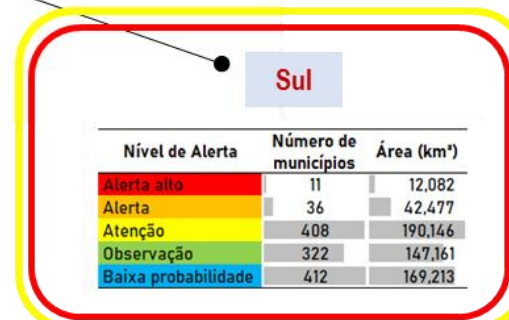 Sul
Nível de Alerta Número de municípios Área (km²)
Alerta alto 11 12,082
Alerta 36 42,477
Atenção 408 190,146
Observação 322 147,161
Baixa probabilidade 412 169,213